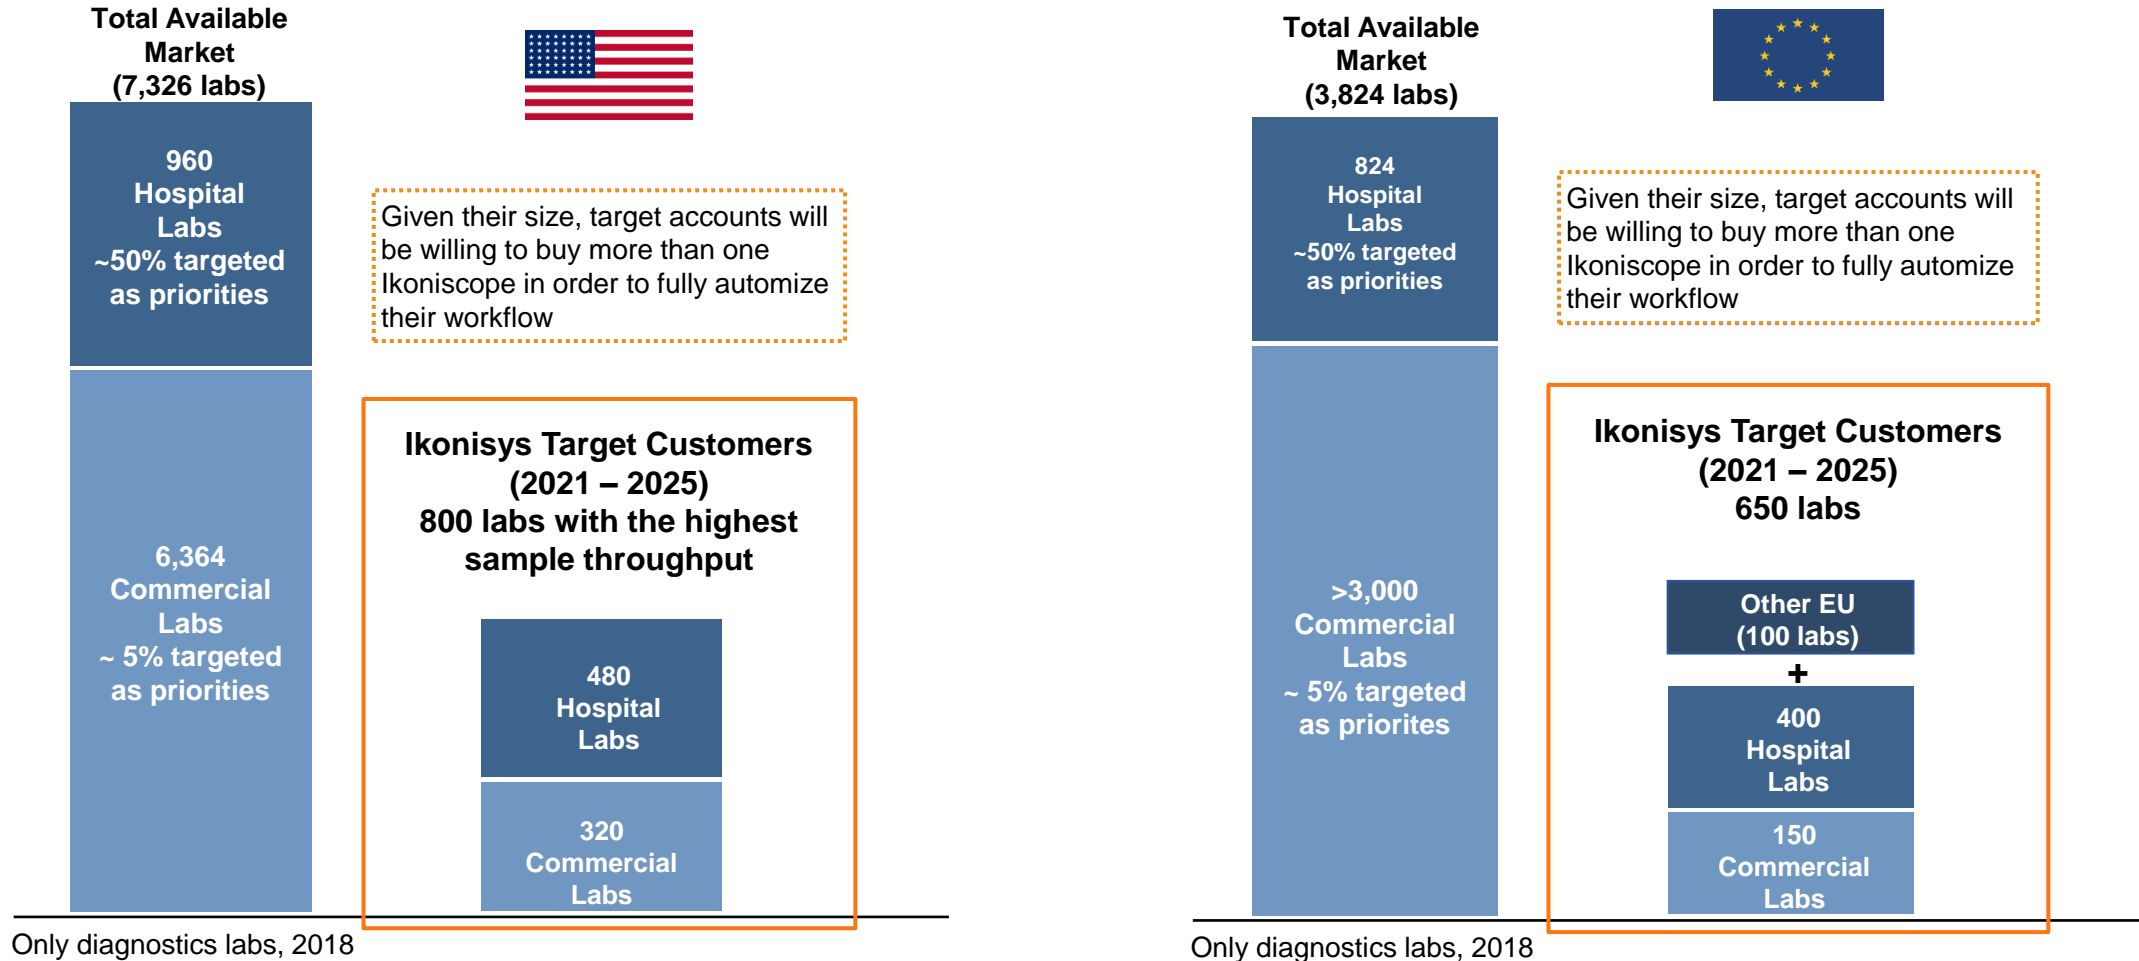 Total Available
Market
(7,326 labs)
960
Hospital
Labs
~50% targeted
as priorities
6,364
Commercial
Labs
~ 5% targeted
as priorities
Given their size, target accounts will
be willing to buy more than one
Ikoniscope in order to fully automize
their workflow
Ikonisys Target Customers
(2021 – 2025)
800 labs with the highest
sample throughput
480
Hospital
Labs
320
Commercial
Labs
Only diagnostics labs, 2018
Total Available
Market
(3,824 labs)
824
Hospital
Labs
~50% targeted
as priorities
>3,000
Commercial
Labs
~ 5% targeted
as priorites
Given their size, target accounts will
be willing to buy more than one
Ikoniscope in order to fully automize
their workflow
Ikonisys Target Customers
(2021 – 2025)
650 labs
Other EU
(100 labs)
+
400
Hospital
Labs
150
Commercial
Labs
Only diagnostics labs, 2018